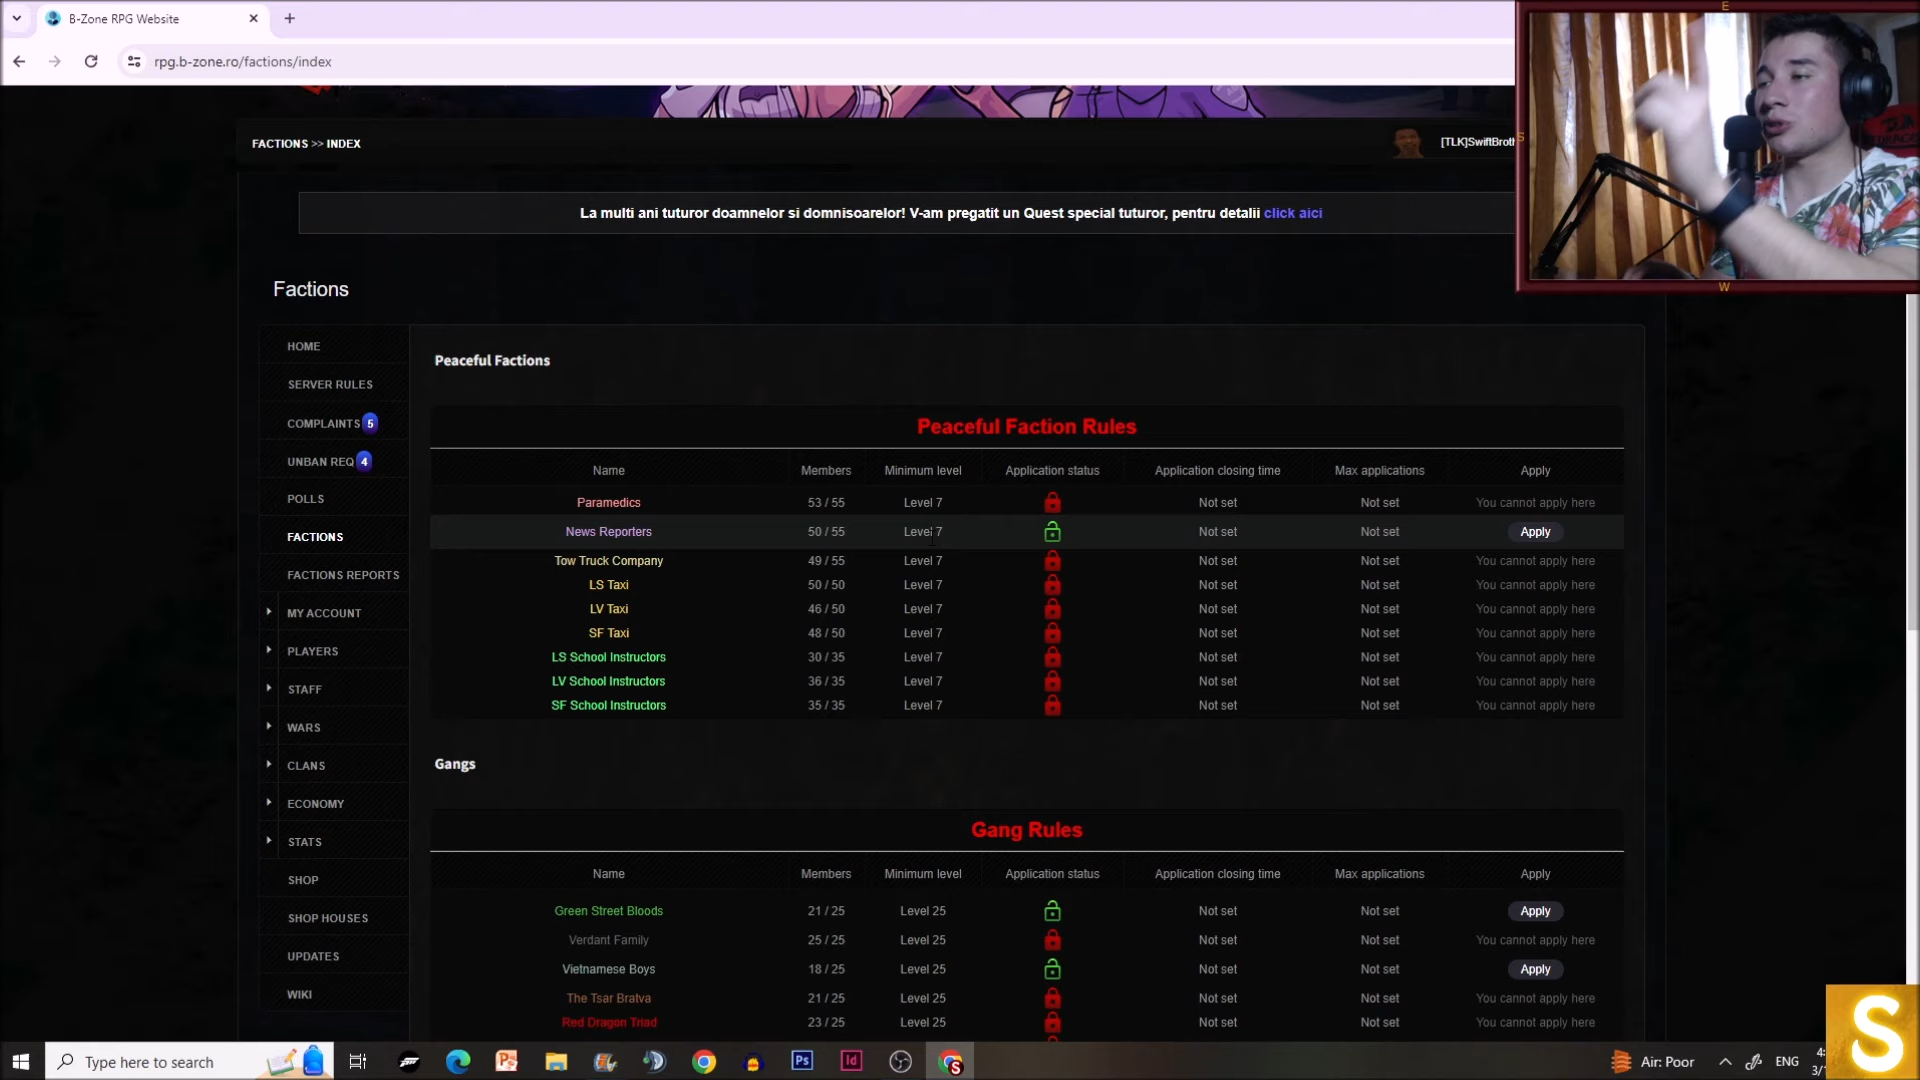 B-Zone RPG Website
rpg.b-zone.ro/factions/index
FACTIONS >> INDEX
[TLK]SwiftBroth
La multi ani tuturor doamnelor si domnisoarelor! V-am pregatit un Quest special tuturor, pentru detalii click aici
Factions
HOME
SERVER RULES
COMPLAINTS 5
UNBAN REQ 4
POLLS
FACTIONS
FACTIONS REPORTS
MY ACCOUNT
PLAYERS
STAFF
WARS
CLANS
ECONOMY
STATS
SHOP
SHOP HOUSES
UPDATES
WIKI
Peaceful Factions
Peaceful Faction Rules
Name Members Minimum level Application status Application closing time Max applications Apply
Paramedics 53 / 55 Level 7 Not set Not set You cannot apply here
News Reporters 50 / 55 Level 7 Not set Not set Apply
Tow Truck Company 49 / 55 Level 7 Not set Not set You cannot apply here
LS Taxi 50 / 50 Level 7 Not set Not set You cannot apply here
LV Taxi 46 / 50 Level 7 Not set Not set You cannot apply here
SF Taxi 48 / 50 Level 7 Not set Not set You cannot apply here
LS School Instructors 30 / 35 Level 7 Not set Not set You cannot apply here
LV School Instructors 36 / 35 Level 7 Not set Not set You cannot apply here
SF School Instructors 35 / 35 Level 7 Not set Not set You cannot apply here
Gangs
Gang Rules
Name Members Minimum level Application status Application closing time Max applications Apply
Green Street Bloods 21 / 25 Level 25 Not set Not set Apply
Verdant Family 25 / 25 Level 25 Not set Not set You cannot apply here
Vietnamese Boys 18 / 25 Level 25 Not set Not set Apply
The Tsar Bratva 21 / 25 Level 25 Not set Not set You cannot apply here
Red Dragon Triad 23 / 25 Level 25 Not set Not set You cannot apply here
E
S
W
S
Type here to search
Ps
Id
Air: Poor
ENG